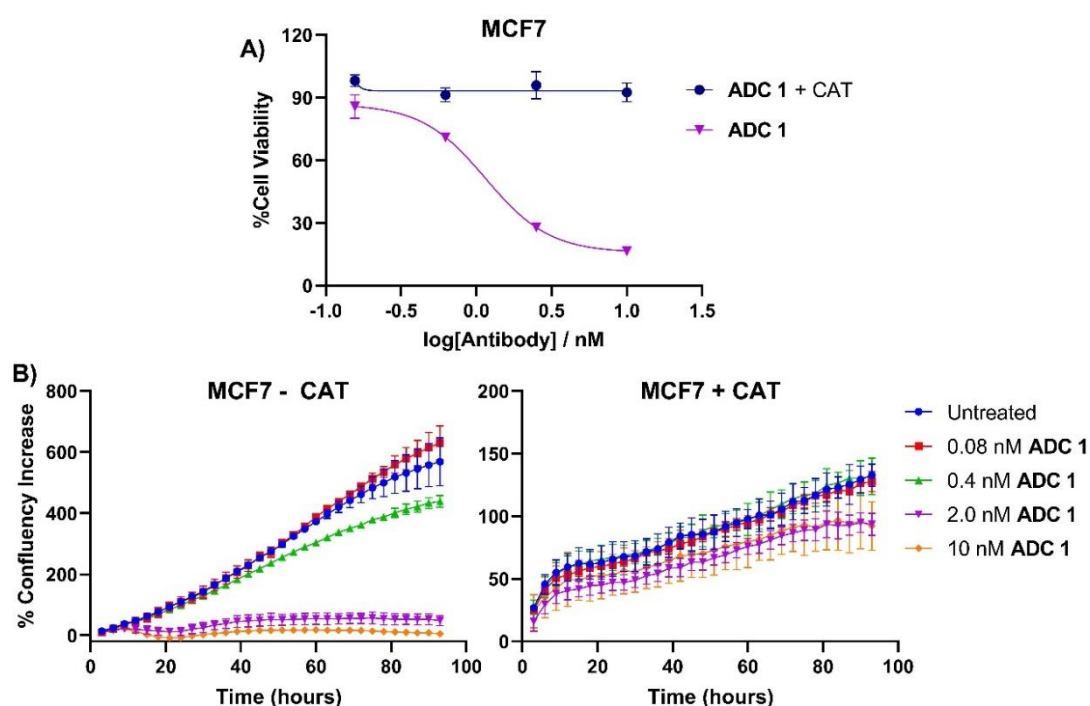 A)
MCF7
120
90
60
30
0
%Cell Viability
-1.0 -0.5 0.0 0.5 1.0 1.5
log[Antibody] / nM
ADC 1 + CAT
ADC 1
B)
MCF7 - CAT
800
600
400
200
0
% Confluency Increase
0 20 40 60 80 100
Time (hours)
MCF7 + CAT
200
150
100
50
0
0 20 40 60 80 100
Time (hours)
Untreated
0.08 nM ADC 1
0.4 nM ADC 1
2.0 nM ADC 1
10 nM ADC 1